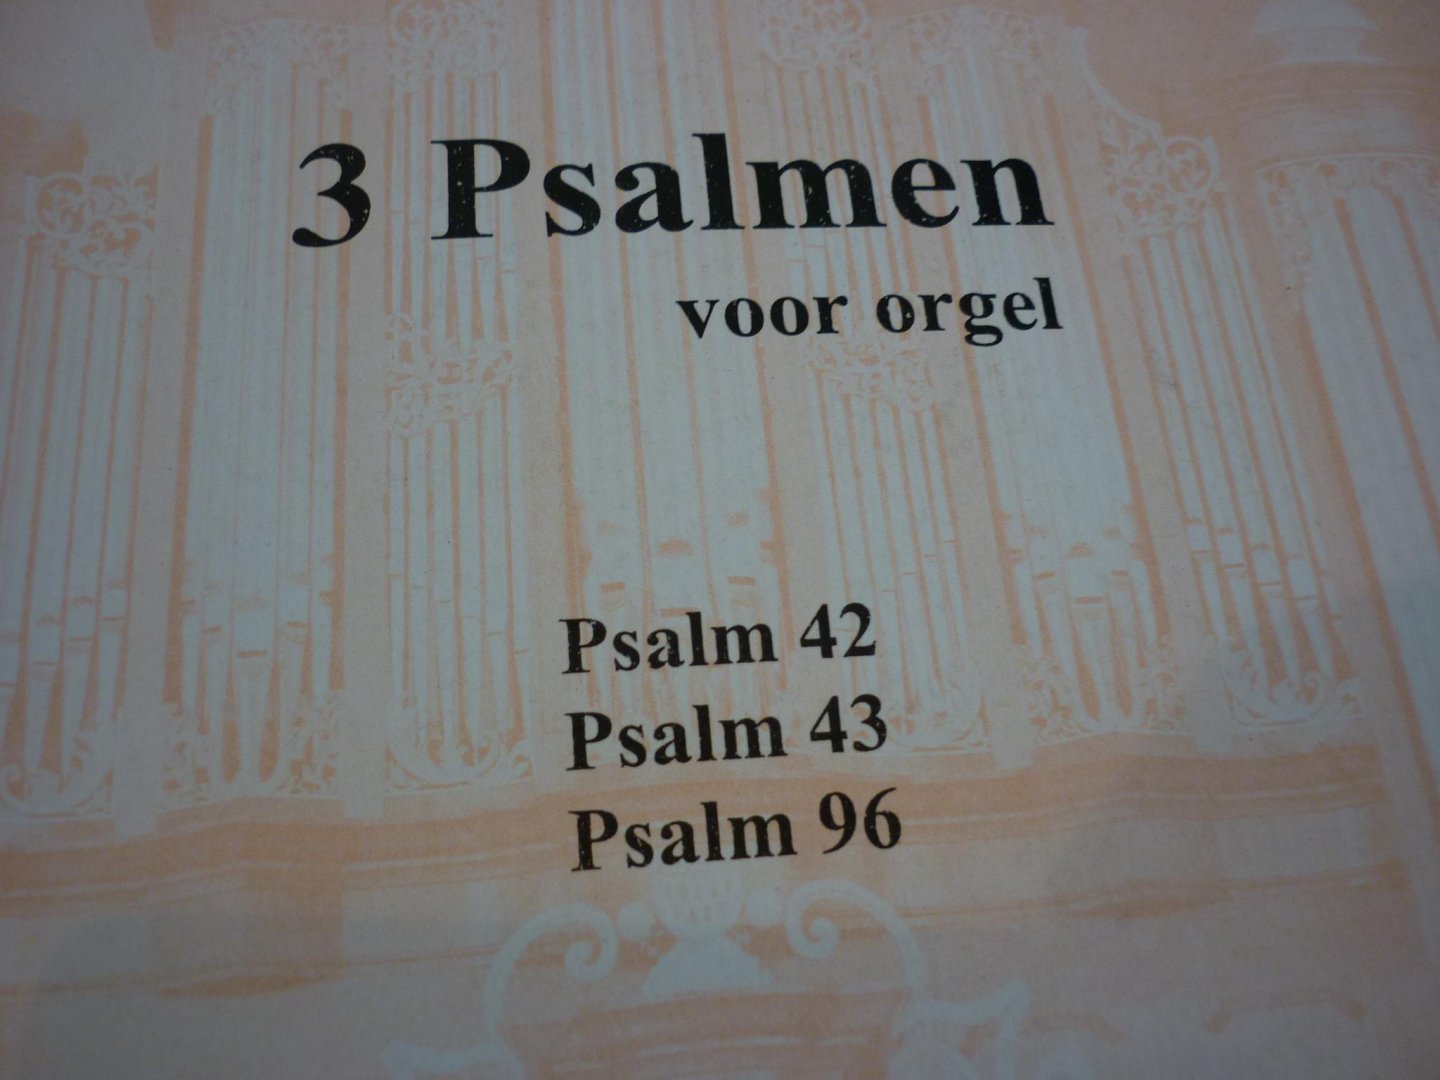 3 Psalmen
voor orgel
Psalm 42
Psalm 43
Psalm 96